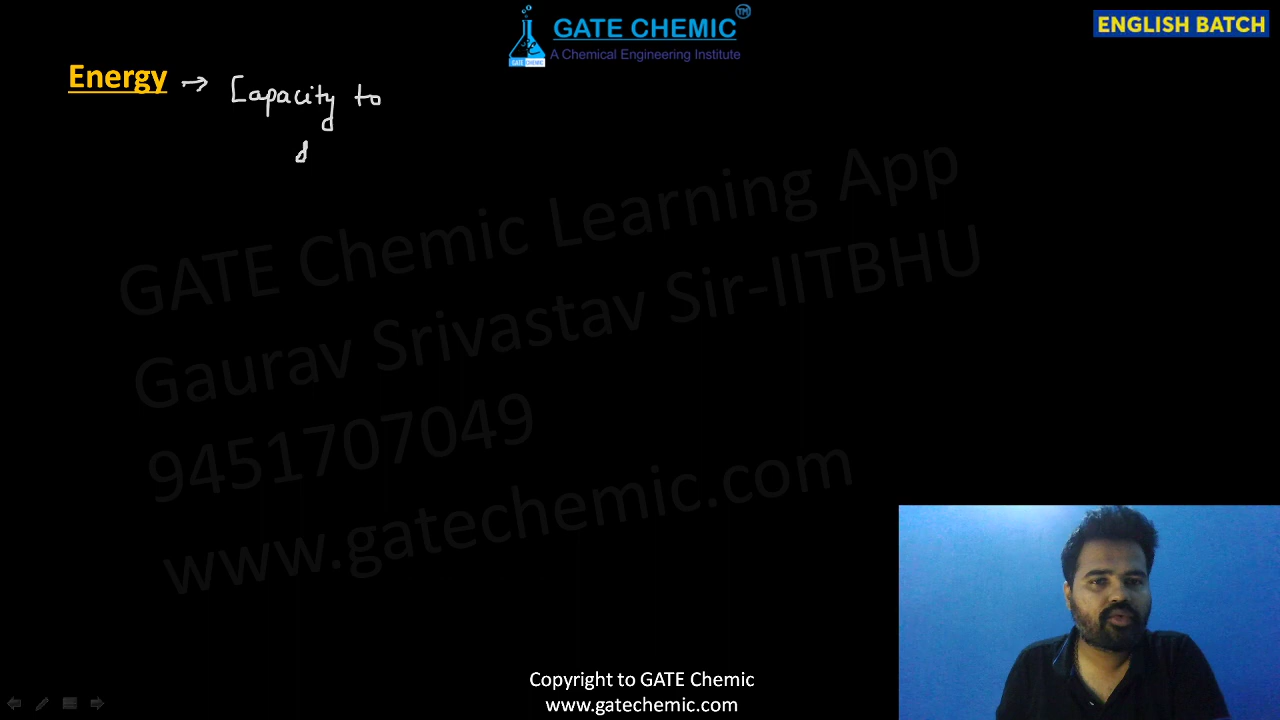 GATE CHEMIC TM
A Chemical Engineering Institute
ENGLISH BATCH
Energy → Capacity to
d
GATE Chemic Learning App
Gaurav Srivastav Sir-IITBHU
9451707049
www.gatechemic.com
Copyright to GATE Chemic
www.gatechemic.com